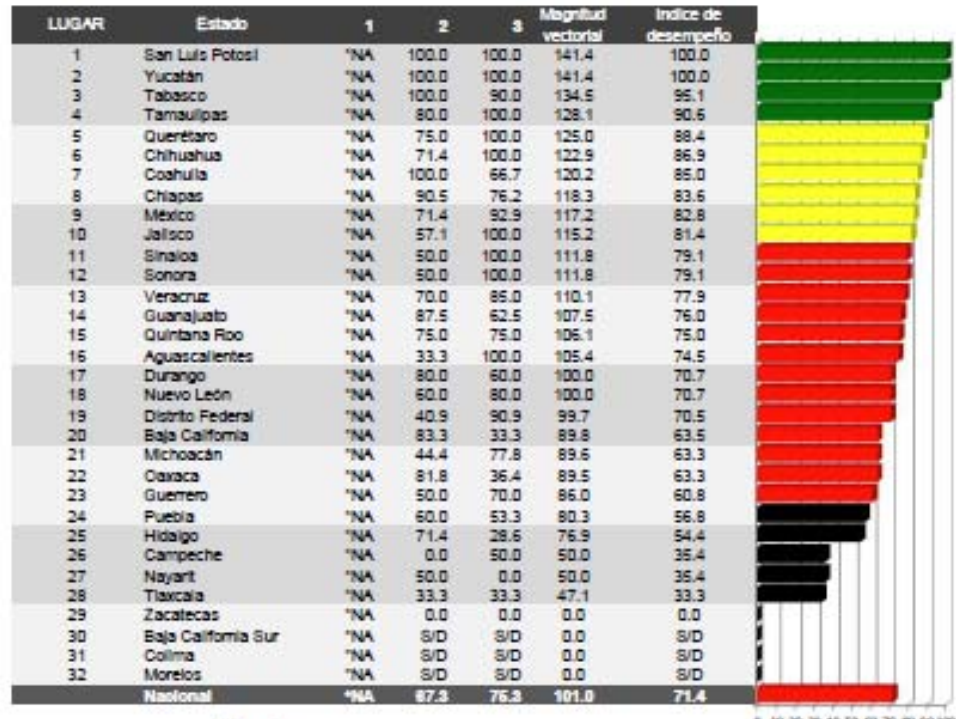 LUGAR Estado 1 2 3 Magnitud vectorial Indice de desempeño
1 San Luis Potosí *NA 100.0 100.0 141.4 100.0
2 Yucatán *NA 100.0 100.0 141.4 100.0
3 Tabasco *NA 100.0 90.0 134.5 95.1
4 Tamaulipas *NA 80.0 100.0 128.1 90.6
5 Querétaro *NA 75.0 100.0 125.0 88.4
6 Chihuahua *NA 71.4 100.0 122.9 86.9
7 Coahuila *NA 100.0 66.7 120.2 85.0
8 Chiapas *NA 90.5 76.2 118.3 83.6
9 México *NA 71.4 92.9 117.2 82.8
10 Jalisco *NA 57.1 100.0 115.2 81.4
11 Sinaloa *NA 50.0 100.0 111.8 79.1
12 Sonora *NA 50.0 100.0 111.8 79.1
13 Veracruz *NA 70.0 85.0 110.1 77.9
14 Guanajuato *NA 87.5 62.5 107.5 76.0
15 Quintana Roo *NA 75.0 75.0 106.1 75.0
16 Aguascalientes *NA 33.3 100.0 105.4 74.5
17 Durango *NA 80.0 60.0 100.0 70.7
18 Nuevo León *NA 60.0 80.0 100.0 70.7
19 Distrito Federal *NA 40.9 90.9 99.7 70.5
20 Baja California *NA 83.3 33.3 89.8 63.5
21 Michoacán *NA 44.4 77.8 89.6 63.3
22 Oaxaca *NA 81.8 36.4 89.5 63.3
23 Guerrero *NA 50.0 70.0 86.0 60.8
24 Puebla *NA 60.0 53.3 80.3 56.8
25 Hidalgo *NA 71.4 28.6 76.9 54.4
26 Campeche *NA 0.0 50.0 50.0 35.4
27 Nayarit *NA 50.0 0.0 50.0 35.4
28 Tlaxcala *NA 33.3 33.3 47.1 33.3
29 Zacatecas *NA 0.0 0.0 0.0 0.0
30 Baja California Sur *NA S/D S/D 0.0 S/D
31 Colima *NA S/D S/D 0.0 S/D
32 Morelos *NA S/D S/D 0.0 S/D
Nacional *NA 67.3 75.3 101.0 71.4